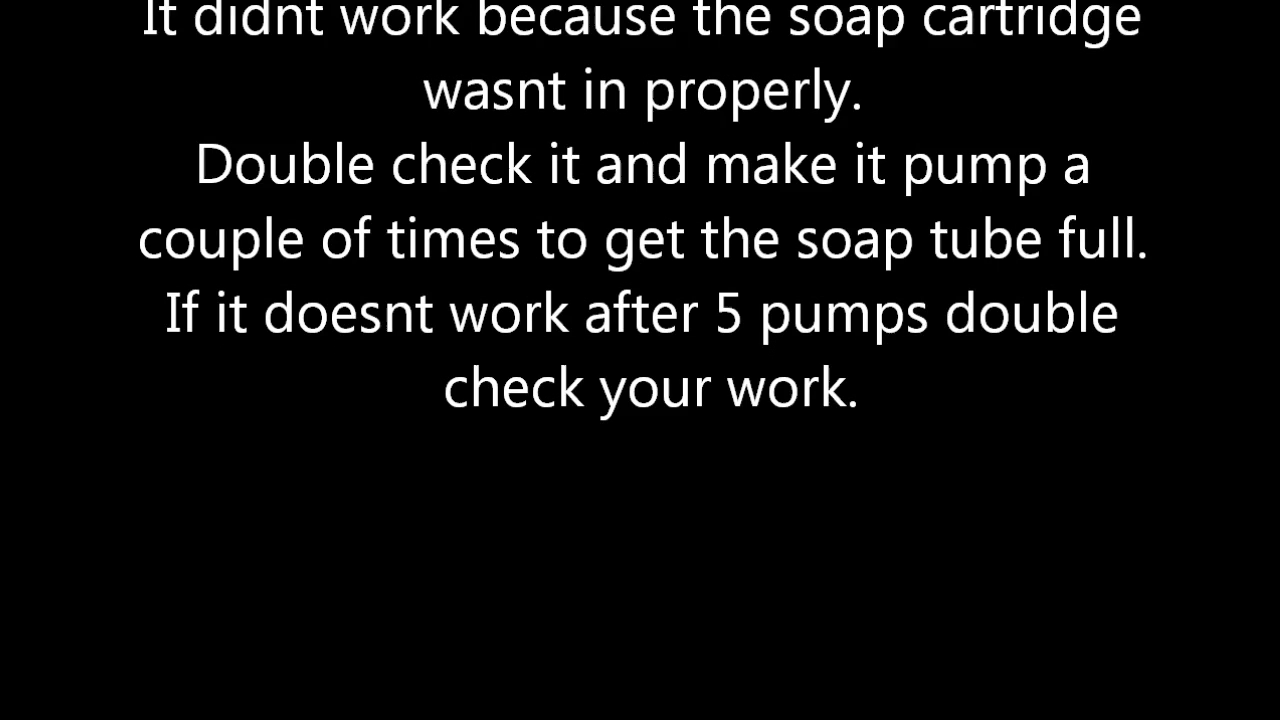 It didnt work because the soap cartridge
wasnt in properly.
Double check it and make it pump a
couple of times to get the soap tube full.
If it doesnt work after 5 pumps double
check your work.